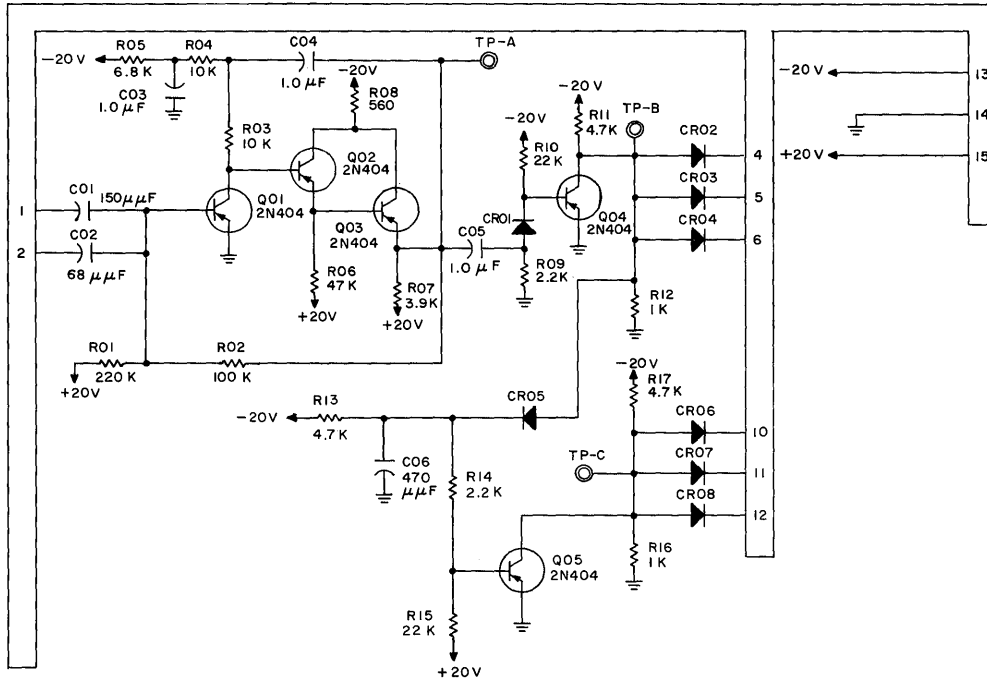 R05
6.8 K
R04
10K
C04
1.0 μF
TP-A
-20V
C03
1.0 μF
-20V
R08
560
R03
10 K
Q02
2N404
-20V
R11
4.7K
TP-B
-20V
R10
22 K
CR02
4
CR03
5
CR04
6
-20 V
13
14
+20 V
15
1
C01
150μμF
Q01
2N404
Q03
2N404
C05
1.0 μF
CR01
Q04
2N404
2
C02
68 μμF
R06
47K
+20V
R07
3.9K
+20V
R09
2.2K
R12
1K
R01
220 K
+20V
R02
100 K
-20V
R13
4.7K
CR05
-20V
R17
4.7K
CR06
10
CR07
11
CR08
12
TP-C
C06
470
μμF
R14
2.2 K
Q05
2N404
R16
1 K
R15
22 K
+20V